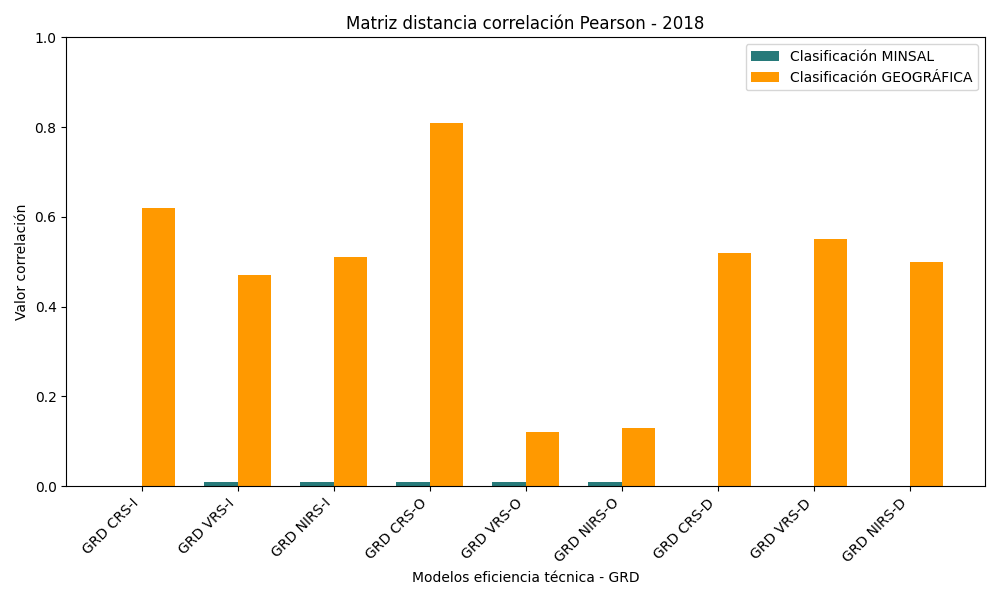 Matriz distancia correlación Pearson - 2018
Clasificación MINSAL
Clasificación GEOGRÁFICA
Valor correlación
1.0
0.8
0.6
0.4
0.2
0.0
GRD CRS-I
GRD VRS-I
GRD NIRS-I
GRD CRS-O
GRD VRS-O
GRD NIRS-O
GRD CRS-D
GRD VRS-D
GRD NIRS-D
Modelos eficiencia técnica - GRD